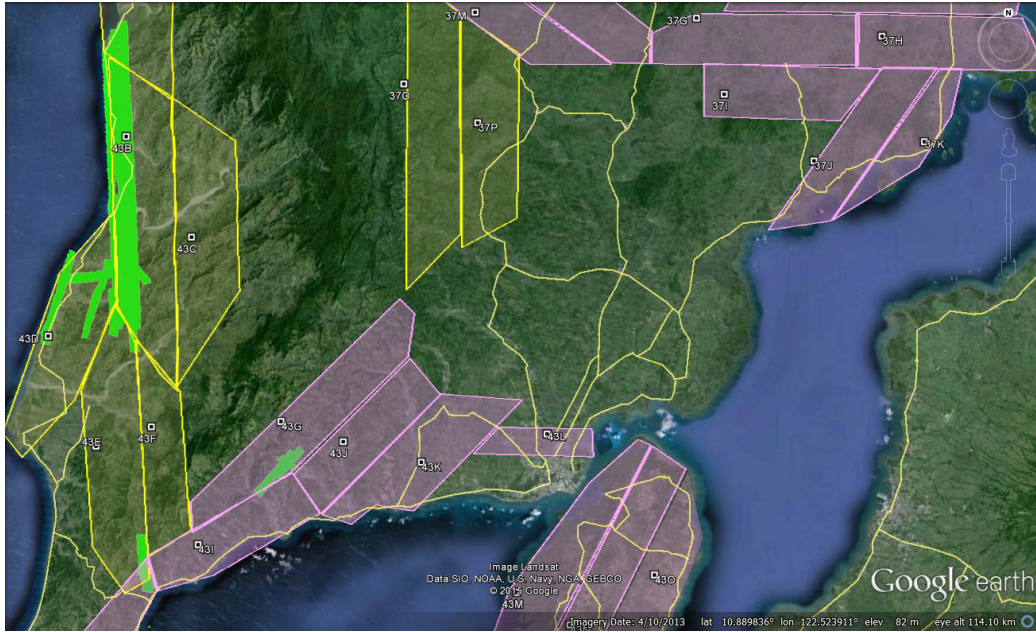 37M
37G
N
37H
37O
37I
43B
37P
37K
37J
43C
43D
43G
43E
43F
43J
43L
43K
43I
Image Landsat
Data SIO, NOAA, U.S. Navy, NGA, GEBCO
© 2015 Google
43O
43M
Google earth
Imagery Date: 4/10/2013 lat 10.889836° lon 122.523911° elev 82 m eye alt 114.10 km